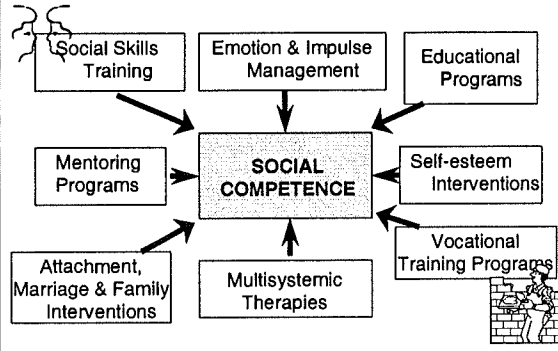 Social Skills
Training
Emotion & Impulse
Management
Educational
Programs
Mentoring
Programs
SOCIAL
COMPETENCE
Self-esteem
Interventions
Attachment,
Marriage & Family
Interventions
Multisystemic
Therapies
Vocational
Training Programs